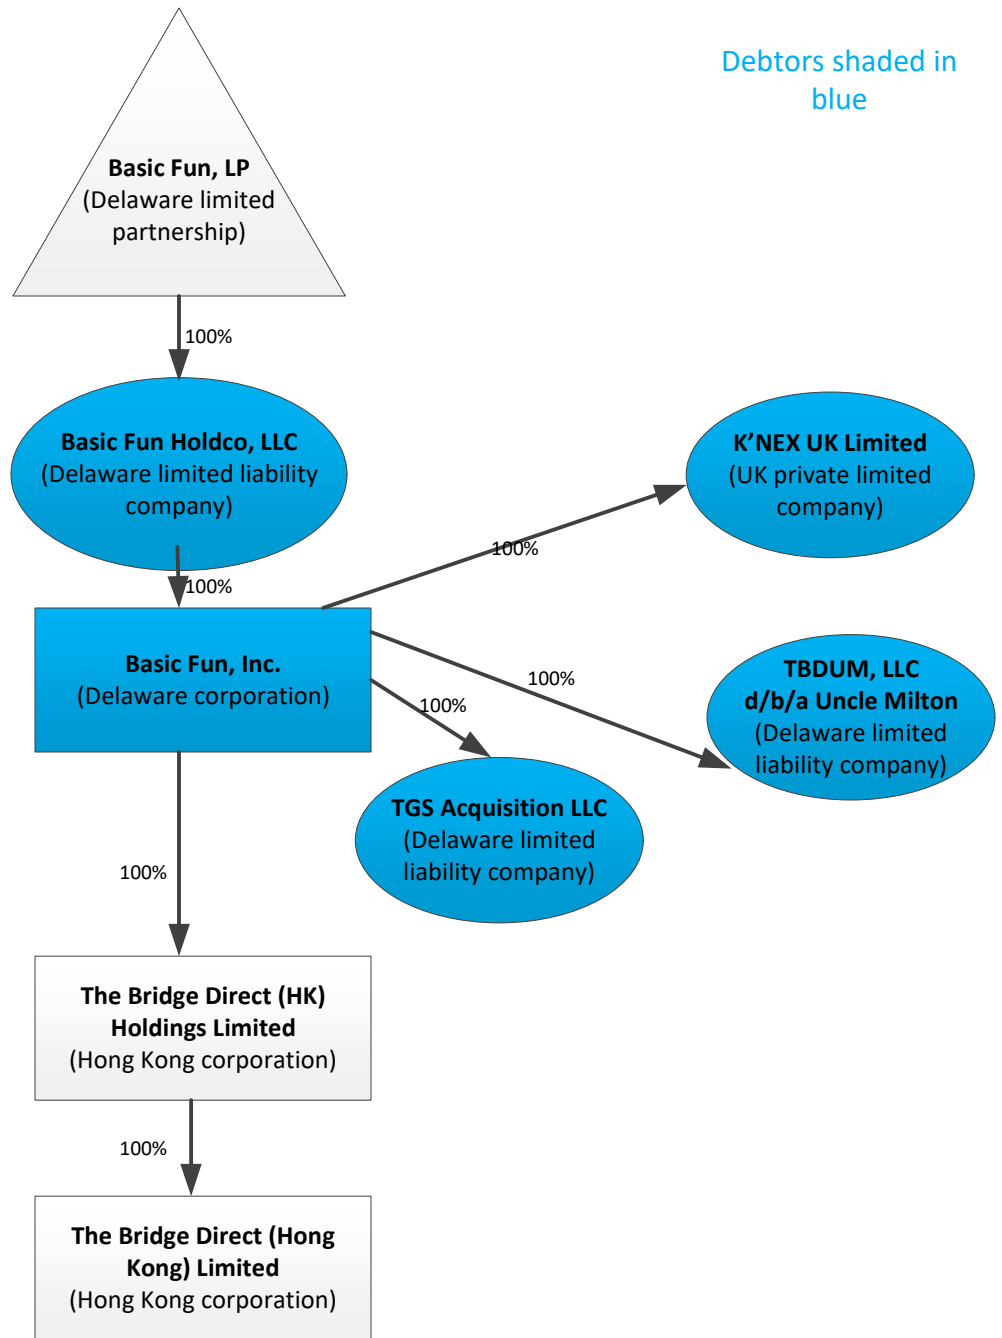 Debtors shaded in
blue
Basic Fun, LP
(Delaware limited
partnership)
100%
Basic Fun Holdco, LLC
(Delaware limited liability
company)
K’NEX UK Limited
(UK private limited
company)
100%
100%
Basic Fun, Inc.
(Delaware corporation)
100%
TBDUM, LLC
d/b/a Uncle Milton
(Delaware limited
liability company)
100%
TGS Acquisition LLC
(Delaware limited
liability company)
100%
The Bridge Direct (HK)
Holdings Limited
(Hong Kong corporation)
100%
The Bridge Direct (Hong
Kong) Limited
(Hong Kong corporation)